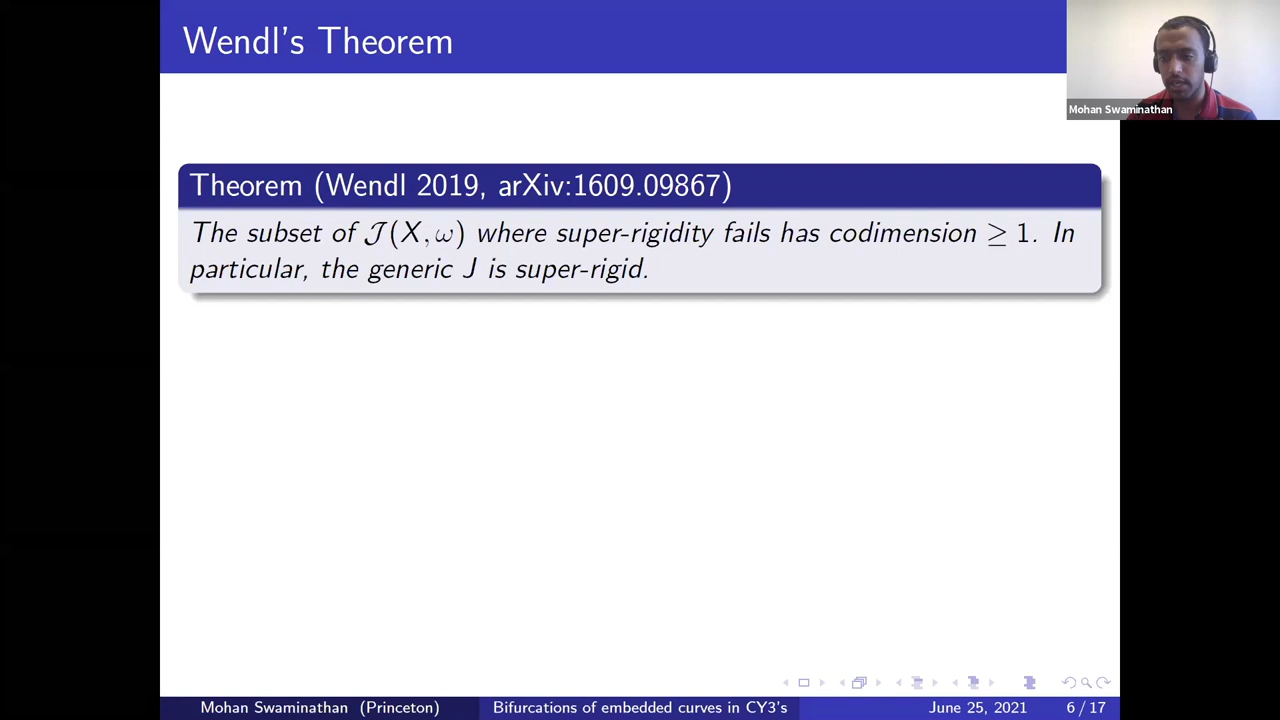 Wendl's Theorem
Mohan Swaminathan
Theorem (Wendl 2019, arXiv:1609.09867)
The subset of 𝒥(X, ω) where super-rigidity fails has codimension ≥ 1. In
particular, the generic J is super-rigid.
Mohan Swaminathan (Princeton) Bifurcations of embedded curves in CY3's June 25, 2021 6 / 17